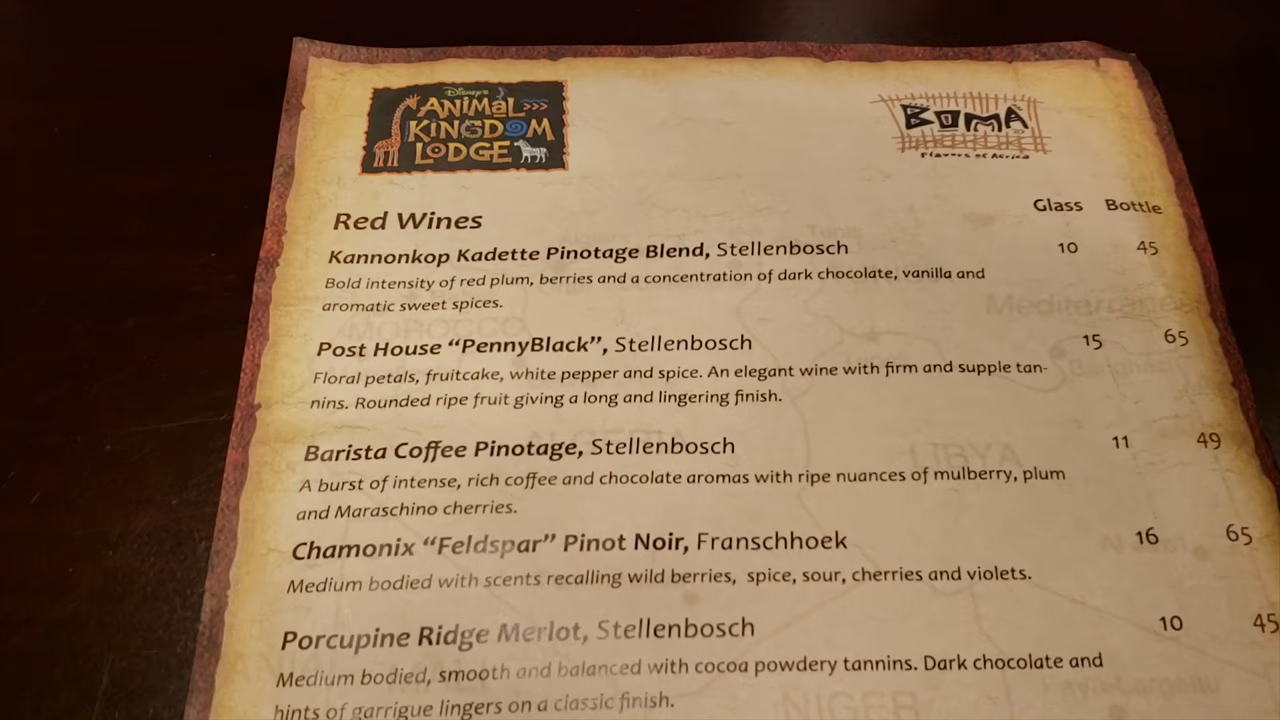 Disney's
ANIMAL
KINGDOM
LODGE
BOMA
Flavors of Africa
Glass Bottle
Red Wines
Kannonkop Kadette Pinotage Blend, Stellenbosch 10 45
Bold intensity of red plum, berries and a concentration of dark chocolate, vanilla and
aromatic sweet spices.
Post House “PennyBlack”, Stellenbosch 15 65
Floral petals, fruitcake, white pepper and spice. An elegant wine with firm and supple tan-
nins. Rounded ripe fruit giving a long and lingering finish.
Barista Coffee Pinotage, Stellenbosch 11 49
A burst of intense, rich coffee and chocolate aromas with ripe nuances of mulberry, plum
and Maraschino cherries.
Chamonix “Feldspar” Pinot Noir, Franschhoek 16 65
Medium bodied with scents recalling wild berries, spice, sour, cherries and violets.
Porcupine Ridge Merlot, Stellenbosch 10 45
Medium bodied, smooth and balanced with cocoa powdery tannins. Dark chocolate and
hints of garrigue lingers on a classic finish.
MOROCCO
Mediterranean
LIBYA
NIGER